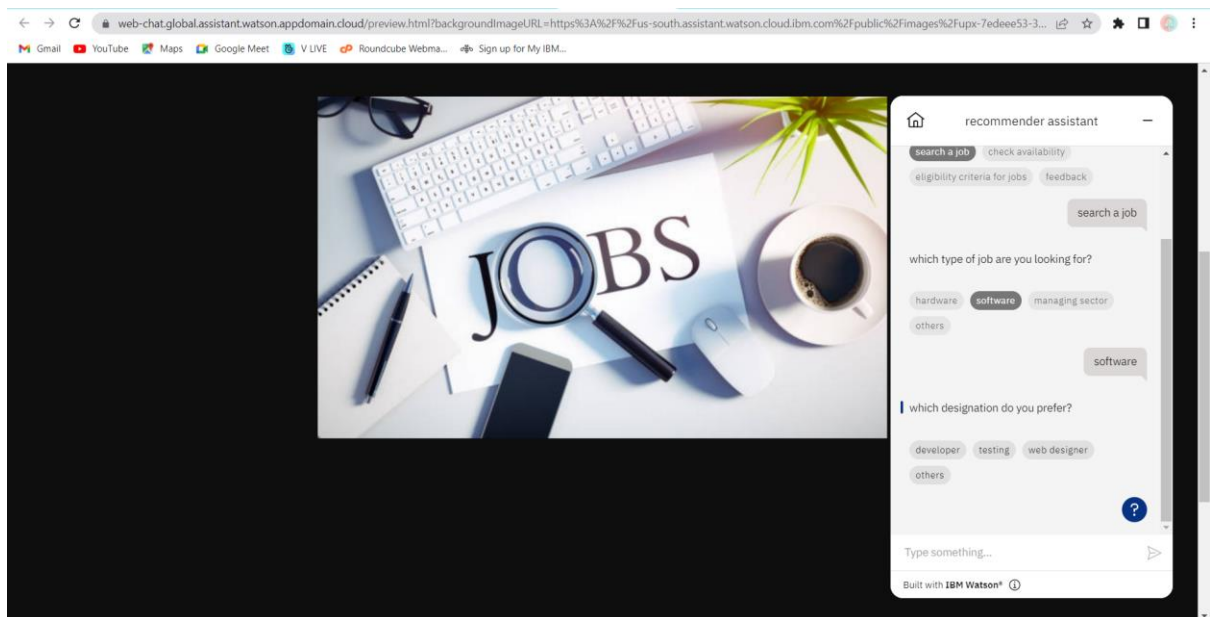 web-chat.global.assistant.watson.appdomain.cloud/preview.html?backgroundImageURL=https%3A%2F%2Fus-south.assistant.watson.cloud.ibm.com%2Fpublic%2Fimages%2Fupx-7edeee53-3...
Gmail YouTube Maps Google Meet V LIVE Roundcube Webma... Sign up for My IBM...
JOBS
recommender assistant
search a job check availability
eligibility criteria for jobs feedback
search a job
which type of job are you looking for?
hardware software managing sector
others
software
which designation do you prefer?
developer testing web designer
others
?
Type something...
Built with IBM Watson®